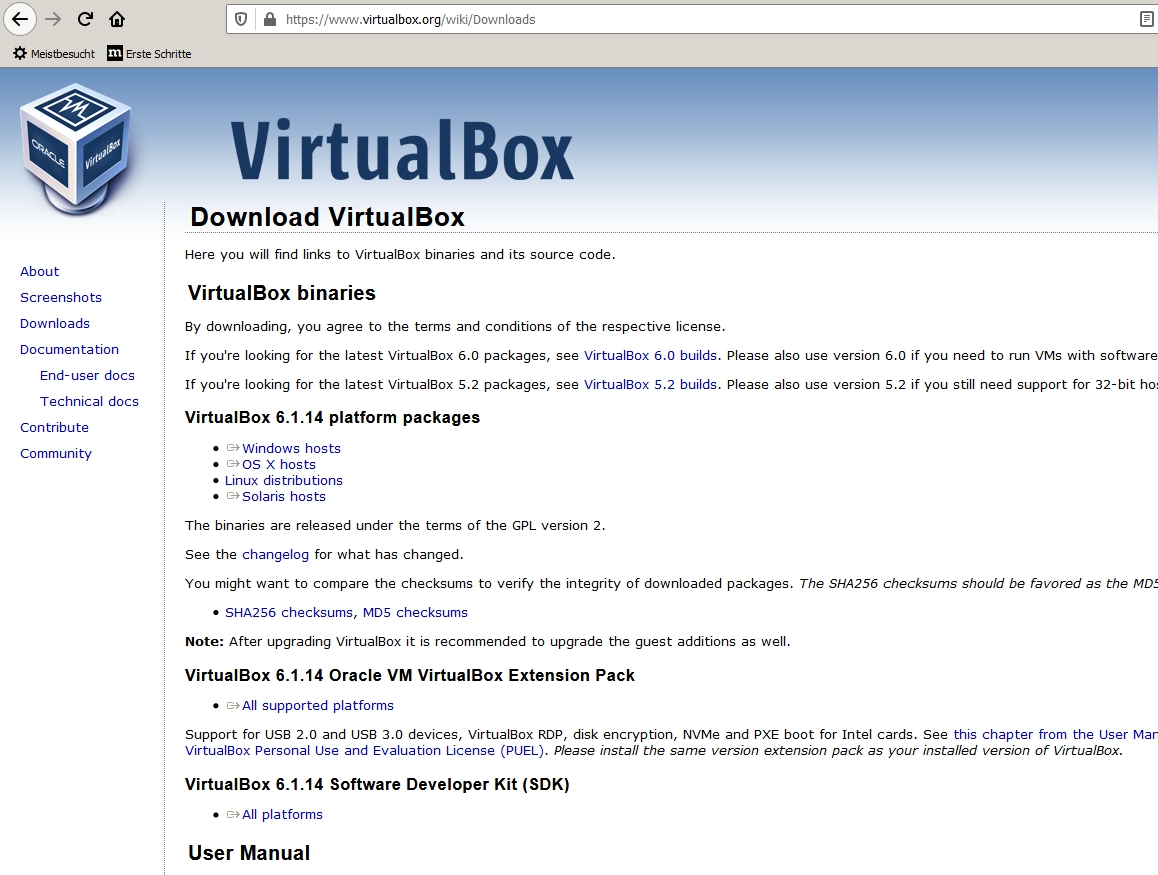 https://www.virtualbox.org/wiki/Downloads
Meistbesucht
m Erste Schritte
ORACLE
VirtualBox
VirtualBox
Download VirtualBox
Here you will find links to VirtualBox binaries and its source code.
About
Screenshots
Downloads
Documentation
End-user docs
Technical docs
Contribute
Community
VirtualBox binaries
By downloading, you agree to the terms and conditions of the respective license.
If you're looking for the latest VirtualBox 6.0 packages, see VirtualBox 6.0 builds. Please also use version 6.0 if you need to run VMs with software
If you're looking for the latest VirtualBox 5.2 packages, see VirtualBox 5.2 builds. Please also use version 5.2 if you still need support for 32-bit
VirtualBox 6.1.14 platform packages
Windows hosts
OS X hosts
Linux distributions
Solaris hosts
The binaries are released under the terms of the GPL version 2.
See the changelog for what has changed.
You might want to compare the checksums to verify the integrity of downloaded packages. The SHA256 checksums should be favored as the MD5
SHA256 checksums, MD5 checksums
Note: After upgrading VirtualBox it is recommended to upgrade the guest additions as well.
VirtualBox 6.1.14 Oracle VM VirtualBox Extension Pack
All supported platforms
Support for USB 2.0 and USB 3.0 devices, VirtualBox RDP, disk encryption, NVMe and PXE boot for Intel cards. See this chapter from the User Man
VirtualBox Personal Use and Evaluation License (PUEL). Please install the same version extension pack as your installed version of VirtualBox.
VirtualBox 6.1.14 Software Developer Kit (SDK)
All platforms
User Manual